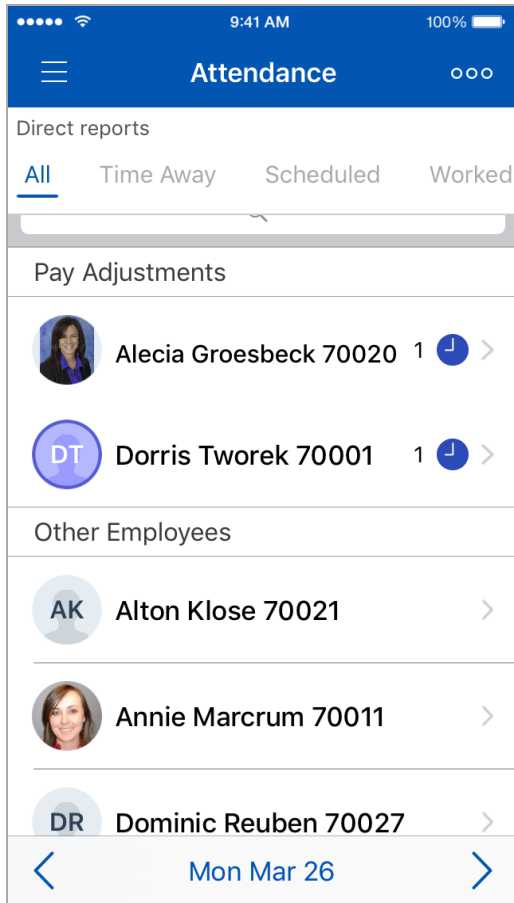 9:41 AM
100%
Attendance
Direct reports
All Time Away Scheduled Worked
Pay Adjustments
Alecia Groesbeck 70020 1
DT Dorris Tworek 70001 1
Other Employees
AK Alton Klose 70021
Annie Marcrum 70011
DR Dominic Reuben 70027
Mon Mar 26